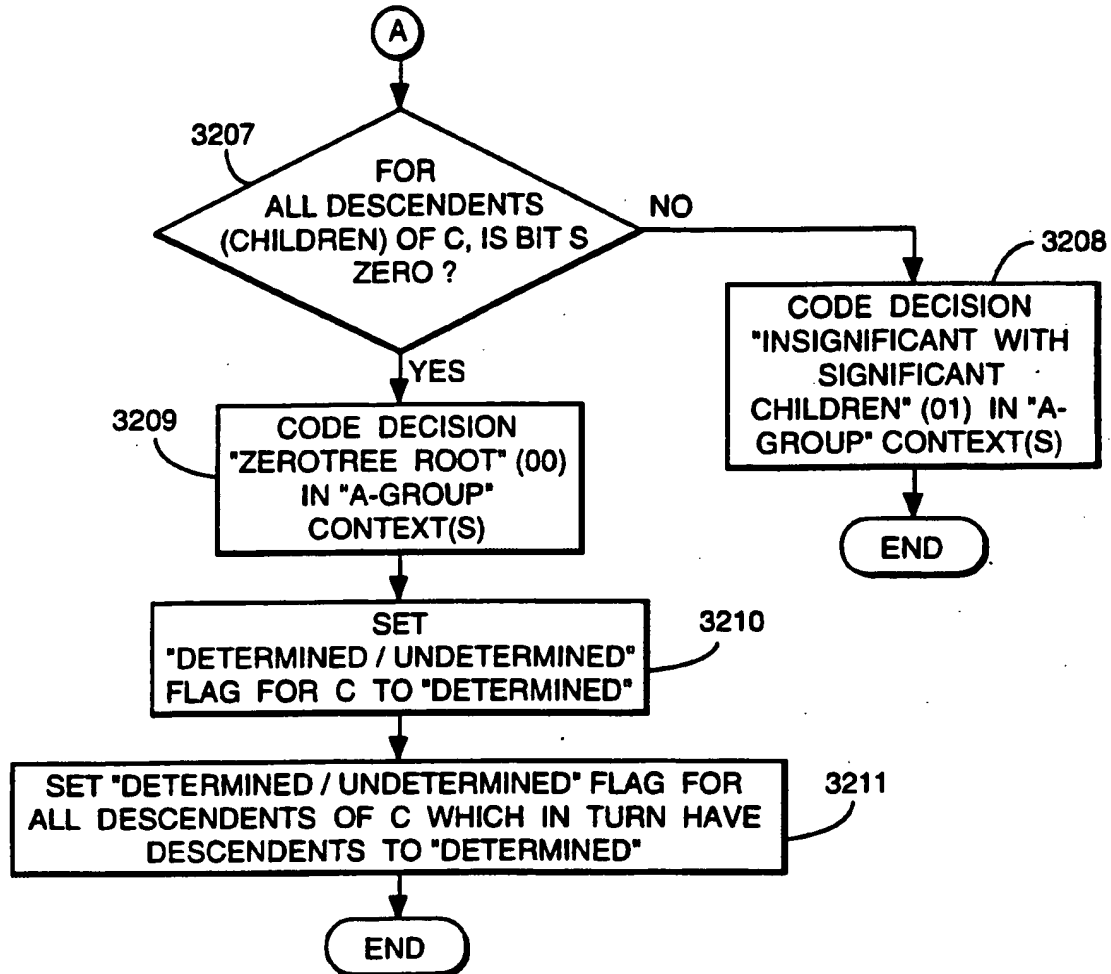 A
3207
FOR
ALL DESCENDENTS
(CHILDREN) OF C, IS BIT S
ZERO ?
NO
YES
3208
CODE DECISION
"INSIGNIFICANT WITH
SIGNIFICANT
CHILDREN" (01) IN "A-
GROUP" CONTEXT(S)
END
3209
CODE DECISION
"ZEROTREE ROOT" (00)
IN "A-GROUP"
CONTEXT(S)
3210
SET
"DETERMINED / UNDETERMINED"
FLAG FOR C TO "DETERMINED"
3211
SET "DETERMINED / UNDETERMINED" FLAG FOR
ALL DESCENDENTS OF C WHICH IN TURN HAVE
DESCENDENTS TO "DETERMINED"
END